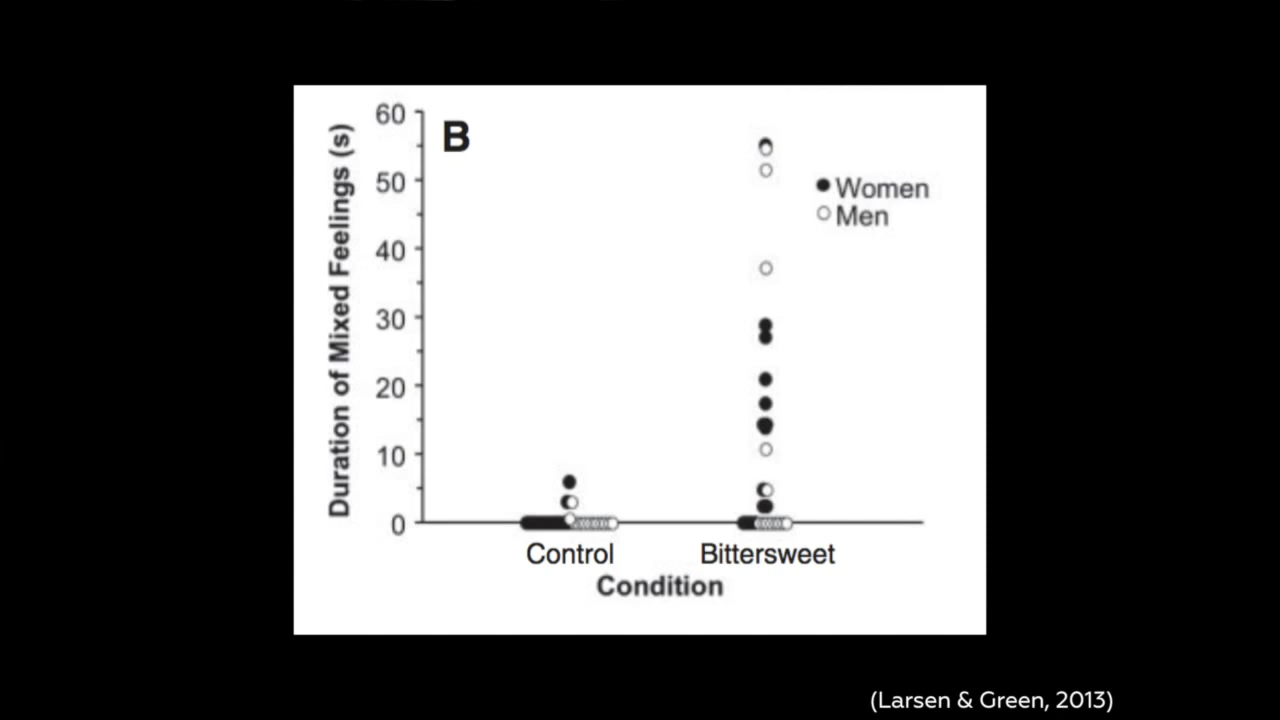 B
Duration of Mixed Feelings (s)
60
50
40
30
20
10
0
Women
Men
Control
Bittersweet
Condition
(Larsen & Green, 2013)